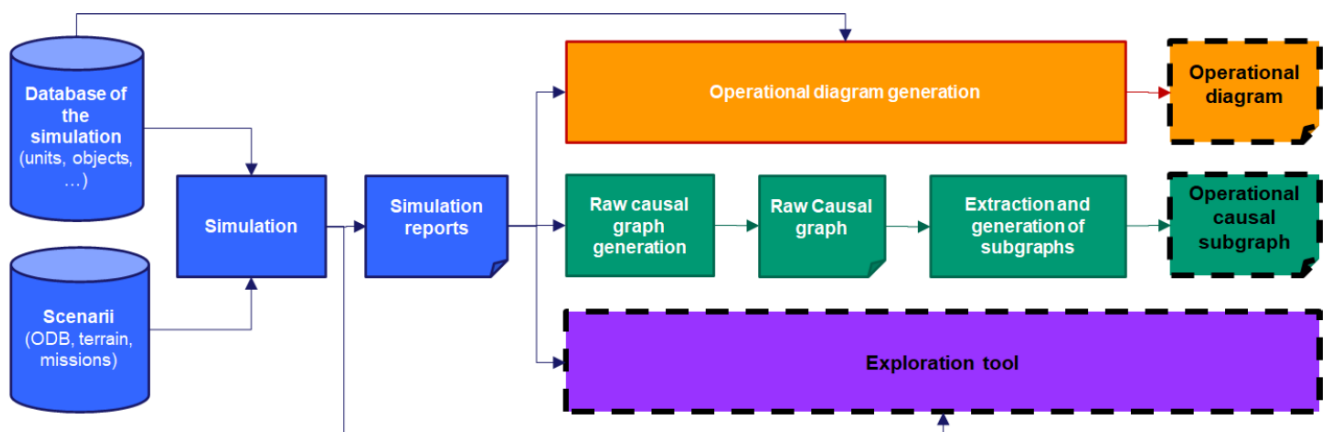 Database of
the
simulation
(units, objects,
…)
Scenarii
(ODB, terrain,
missions)
Simulation
Simulation
reports
Operational diagram generation
Operational
diagram
Raw causal
graph
generation
Raw Causal
graph
Extraction and
generation of
subgraphs
Operational
causal
subgraph
Exploration tool